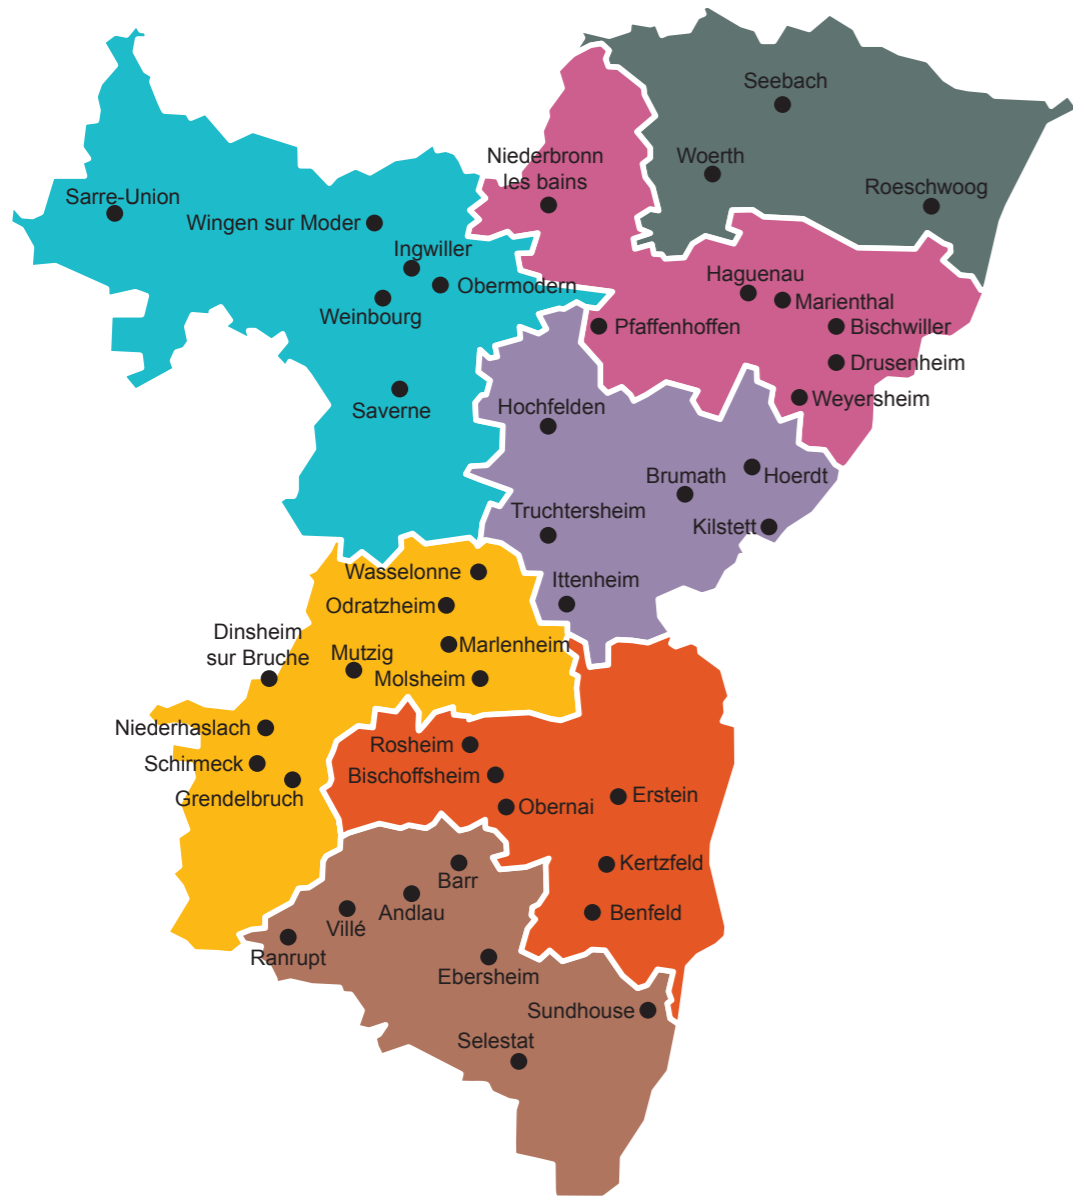 Seebach
Niederbronn
les bains
Woerth
Roeschwoog
Sarre-Union
Wingen sur Moder
Ingwiller
Obermodern
Weinbourg
Haguenau
Marienthal
Pfaffenhoffen
Bischwiller
Drusenheim
Saverne
Weyersheim
Hochfelden
Brumath
Hoerdt
Truchtersheim
Kilstett
Wasselonne
Ittenheim
Odratzheim
Dinsheim
sur Bruche
Mutzig
Marlenheim
Molsheim
Niederhaslach
Rosheim
Schirmeck
Bischoffsheim
Grendelbruch
Obernai
Erstein
Kertzfeld
Barr
Andlau
Benfeld
Villé
Ranrupt
Ebersheim
Sundhouse
Selestat